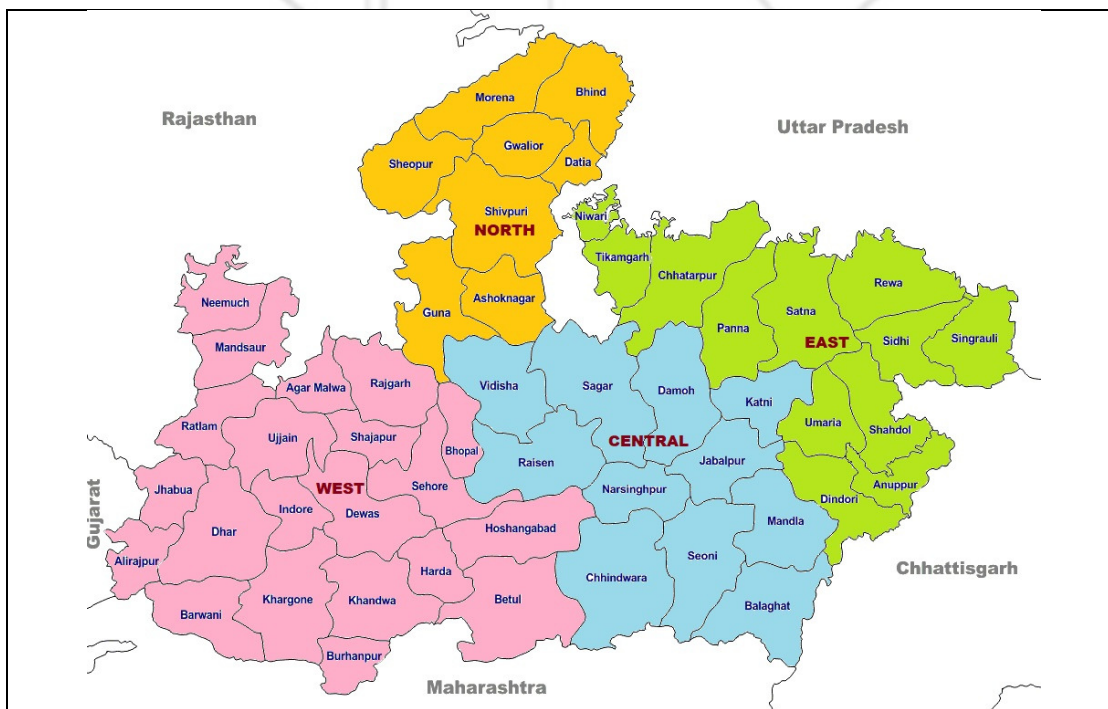 Rajasthan
Uttar Pradesh
Gujarat
Maharashtra
Chhattisgarh
Morena
Bhind
Gwalior
Sheopur
Datia
Shivpuri
NORTH
Guna
Ashoknagar
Niwari
Tikamgarh
Chhatarpur
Panna
Satna
Rewa
EAST
Sidhi
Singrauli
Umaria
Shahdol
Anuppur
Dindori
Neemuch
Mandsaur
Agar Malwa
Rajgarh
Ratlam
Ujjain
Shajapur
Bhopal
Jhabua
WEST
Sehore
Indore
Dewas
Dhar
Hoshangabad
Alirajpur
Harda
Barwani
Khargone
Khandwa
Betul
Burhanpur
Vidisha
Sagar
Damoh
Katni
CENTRAL
Raisen
Jabalpur
Narsinghpur
Mandla
Seoni
Chhindwara
Balaghat